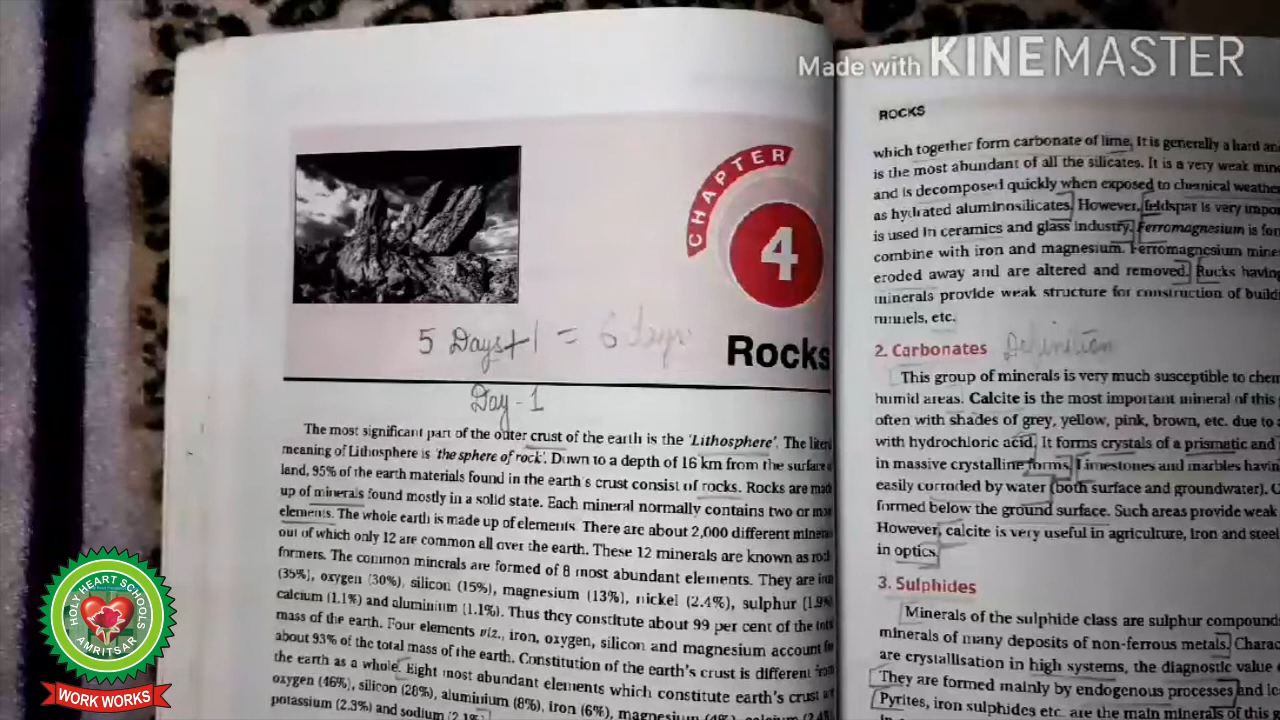 Made with KINEMASTER
CHAPTER
4
5 Days+1 = 6 days
Rocks
Day - 1
The most significant part of the outer crust of the earth is the 'Lithosphere'. The
meaning of Lithosphere is 'the sphere of rock'. Down to a depth of 16 km from the surface
land, 95% of the earth materials found in the earth's crust consist of rocks. Rocks are made
up of minerals found mostly in a solid state. Each mineral normally contains two or
elements. The whole earth is made up of elements. There are about 2,000 different
out of which only 12 are common all over the earth. These 12 minerals are known as rock
formers. The common minerals are formed of 8 most abundant elements. They are iron
(35%), oxygen (30%), silicon (15%), magnesium (13%), nickel (2.4%), sulphur (1.9%)
calcium (1.1%) and aluminium (1.1%). Thus they constitute about 99 per cent of the total
mass of the earth. Four elements viz., iron, oxygen, silicon and magnesium account for
about 93% of the total mass of the earth. Constitution of the earth's crust is different from
the earth as a whole. Eight most abundant elements which constitute earth's crust are
oxygen (46%), silicon (28%), aluminium (8%), iron (6%), magnesium (4%), calcium
potassium (2.3%) and sodium
ROCKS
which together form carbonate of lime. It is generally a hard
is the most abundant of all the silicates. It is a very weak
and is decomposed quickly when exposed to chemical
as hydrated aluminosilicates. However, feldspar is very
is used in ceramics and glass industry. Ferromagnesium is
combine with iron and magnesium. Ferromagnesium
eroded away and are altered and removed. Rocks
minerals provide weak structure for construction of
tunnels, etc.
2. Carbonates Definition
This group of minerals is very much susceptible to
humid areas. Calcite is the most important mineral of this
often with shades of grey, yellow, pink, brown, etc. due to
with hydrochloric acid. It forms crystals of a prismatic and
in massive crystalline forms. Limestones and marbles
easily corroded by water (both surface and groundwater).
formed below the ground surface. Such areas provide weak
However, calcite is very useful in agriculture, iron and steel
in optics.
3. Sulphides
Minerals of the sulphide class are sulphur
minerals of many deposits of non-ferrous metals.
are crystallisation in high systems, the diagnostic value
They are formed mainly by endogenous processes and
Pyrites, iron sulphides etc. are the main minerals of this
HOLY HEART SCHOOLS
AMRITSAR
WORK WORKS